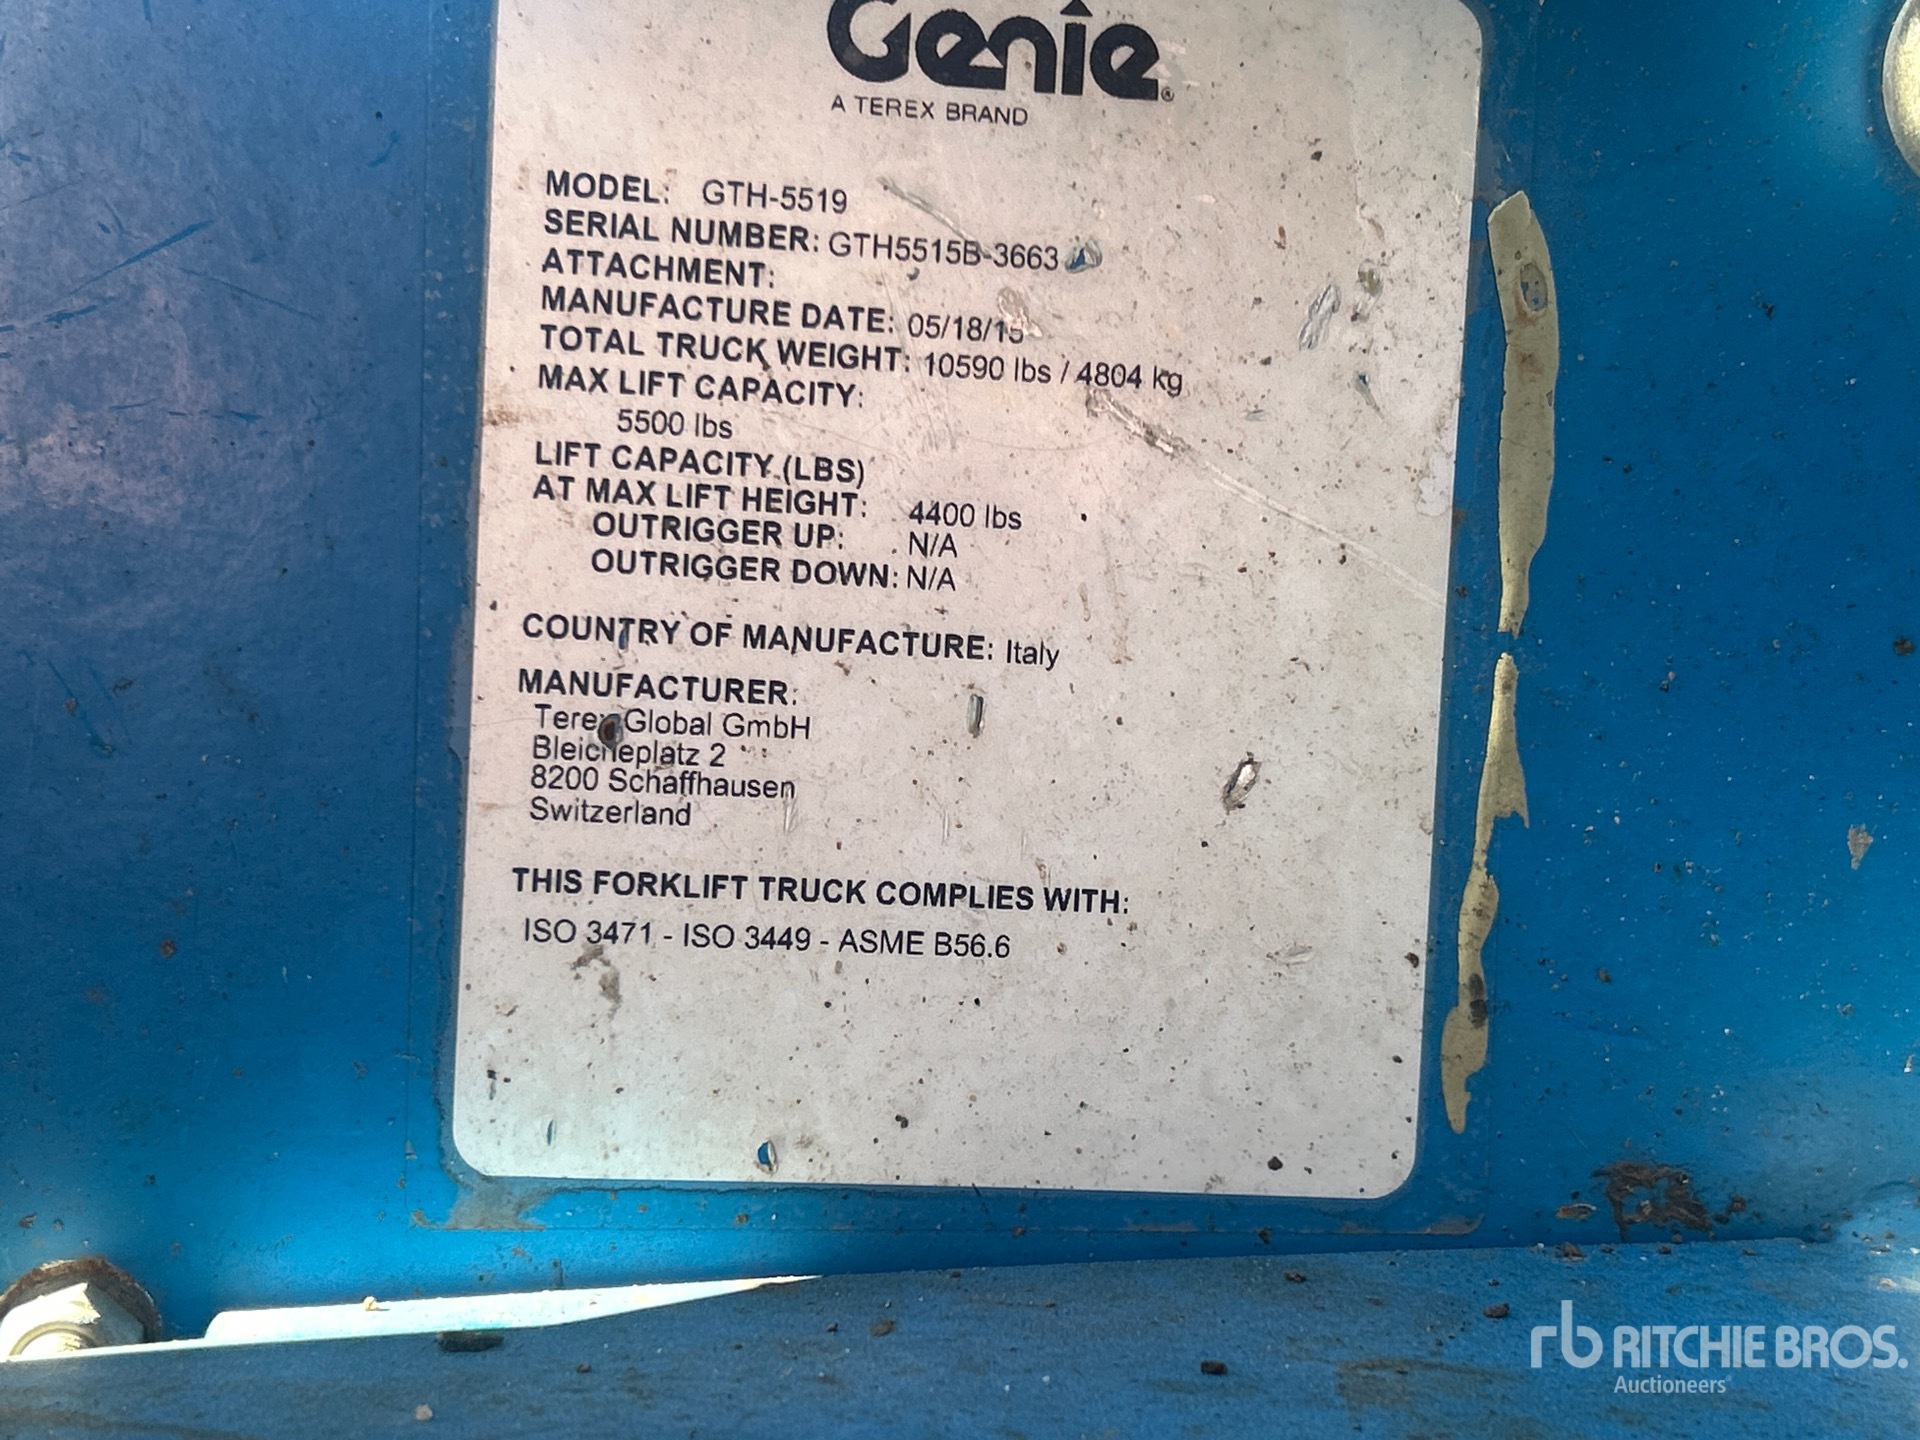 Genie®
A TEREX BRAND
MODEL: GTH-5519
SERIAL NUMBER: GTH5515B-3663
ATTACHMENT:
MANUFACTURE DATE: 05/18/15
TOTAL TRUCK WEIGHT: 10590 lbs / 4804 kg
MAX LIFT CAPACITY:
5500 lbs
LIFT CAPACITY (LBS)
AT MAX LIFT HEIGHT: 4400 lbs
OUTRIGGER UP: N/A
OUTRIGGER DOWN: N/A
COUNTRY OF MANUFACTURE: Italy
MANUFACTURER:
Terex Global GmbH
Bleicheplatz 2
8200 Schaffhausen
Switzerland
THIS FORKLIFT TRUCK COMPLIES WITH:
ISO 3471 - ISO 3449 - ASME B56.6
rb RITCHIE BROS.
Auctioneers